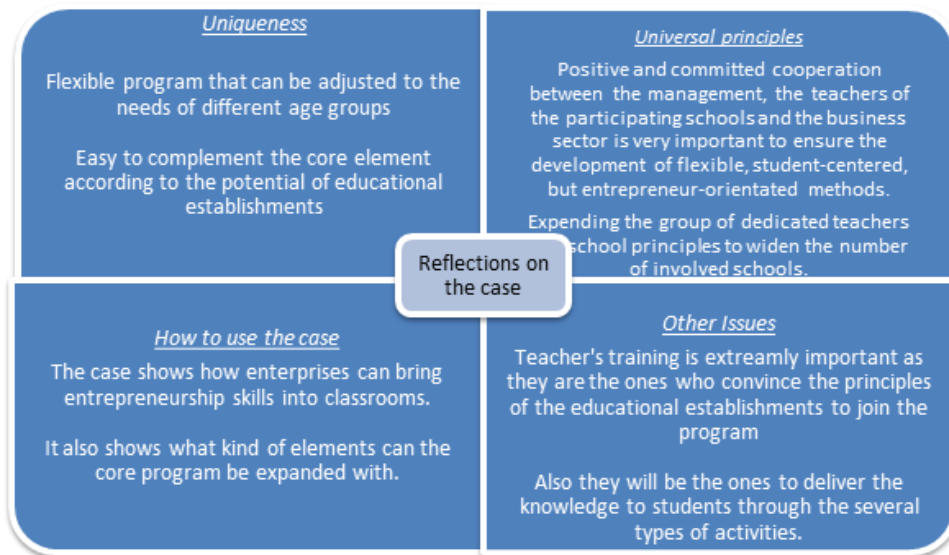 Uniqueness
Flexible program that can be adjusted to the
needs of different age groups
Easy to complement the core element
according to the potential of educational
establishments
Universal principles
Positive and committed cooperation
between the management, the teachers of
the participating schools and the business
sector is very important to ensure the
development of flexible, student-centered,
but entrepreneur-orientated methods.
Expending the group of dedicated teachers
school principles to widen the number
of involved schools.
Reflections on
the case
How to use the case
The case shows how enterprises can bring
entrepreneurship skills into classrooms.
It also shows what kind of elements can the
core program be expanded with.
Other Issues
Teacher's training is extreamly important as
they are the ones who convince the principles
of the educational establishments to join the
program
Also they will be the ones to deliver the
knowledge to students through the several
types of activities.